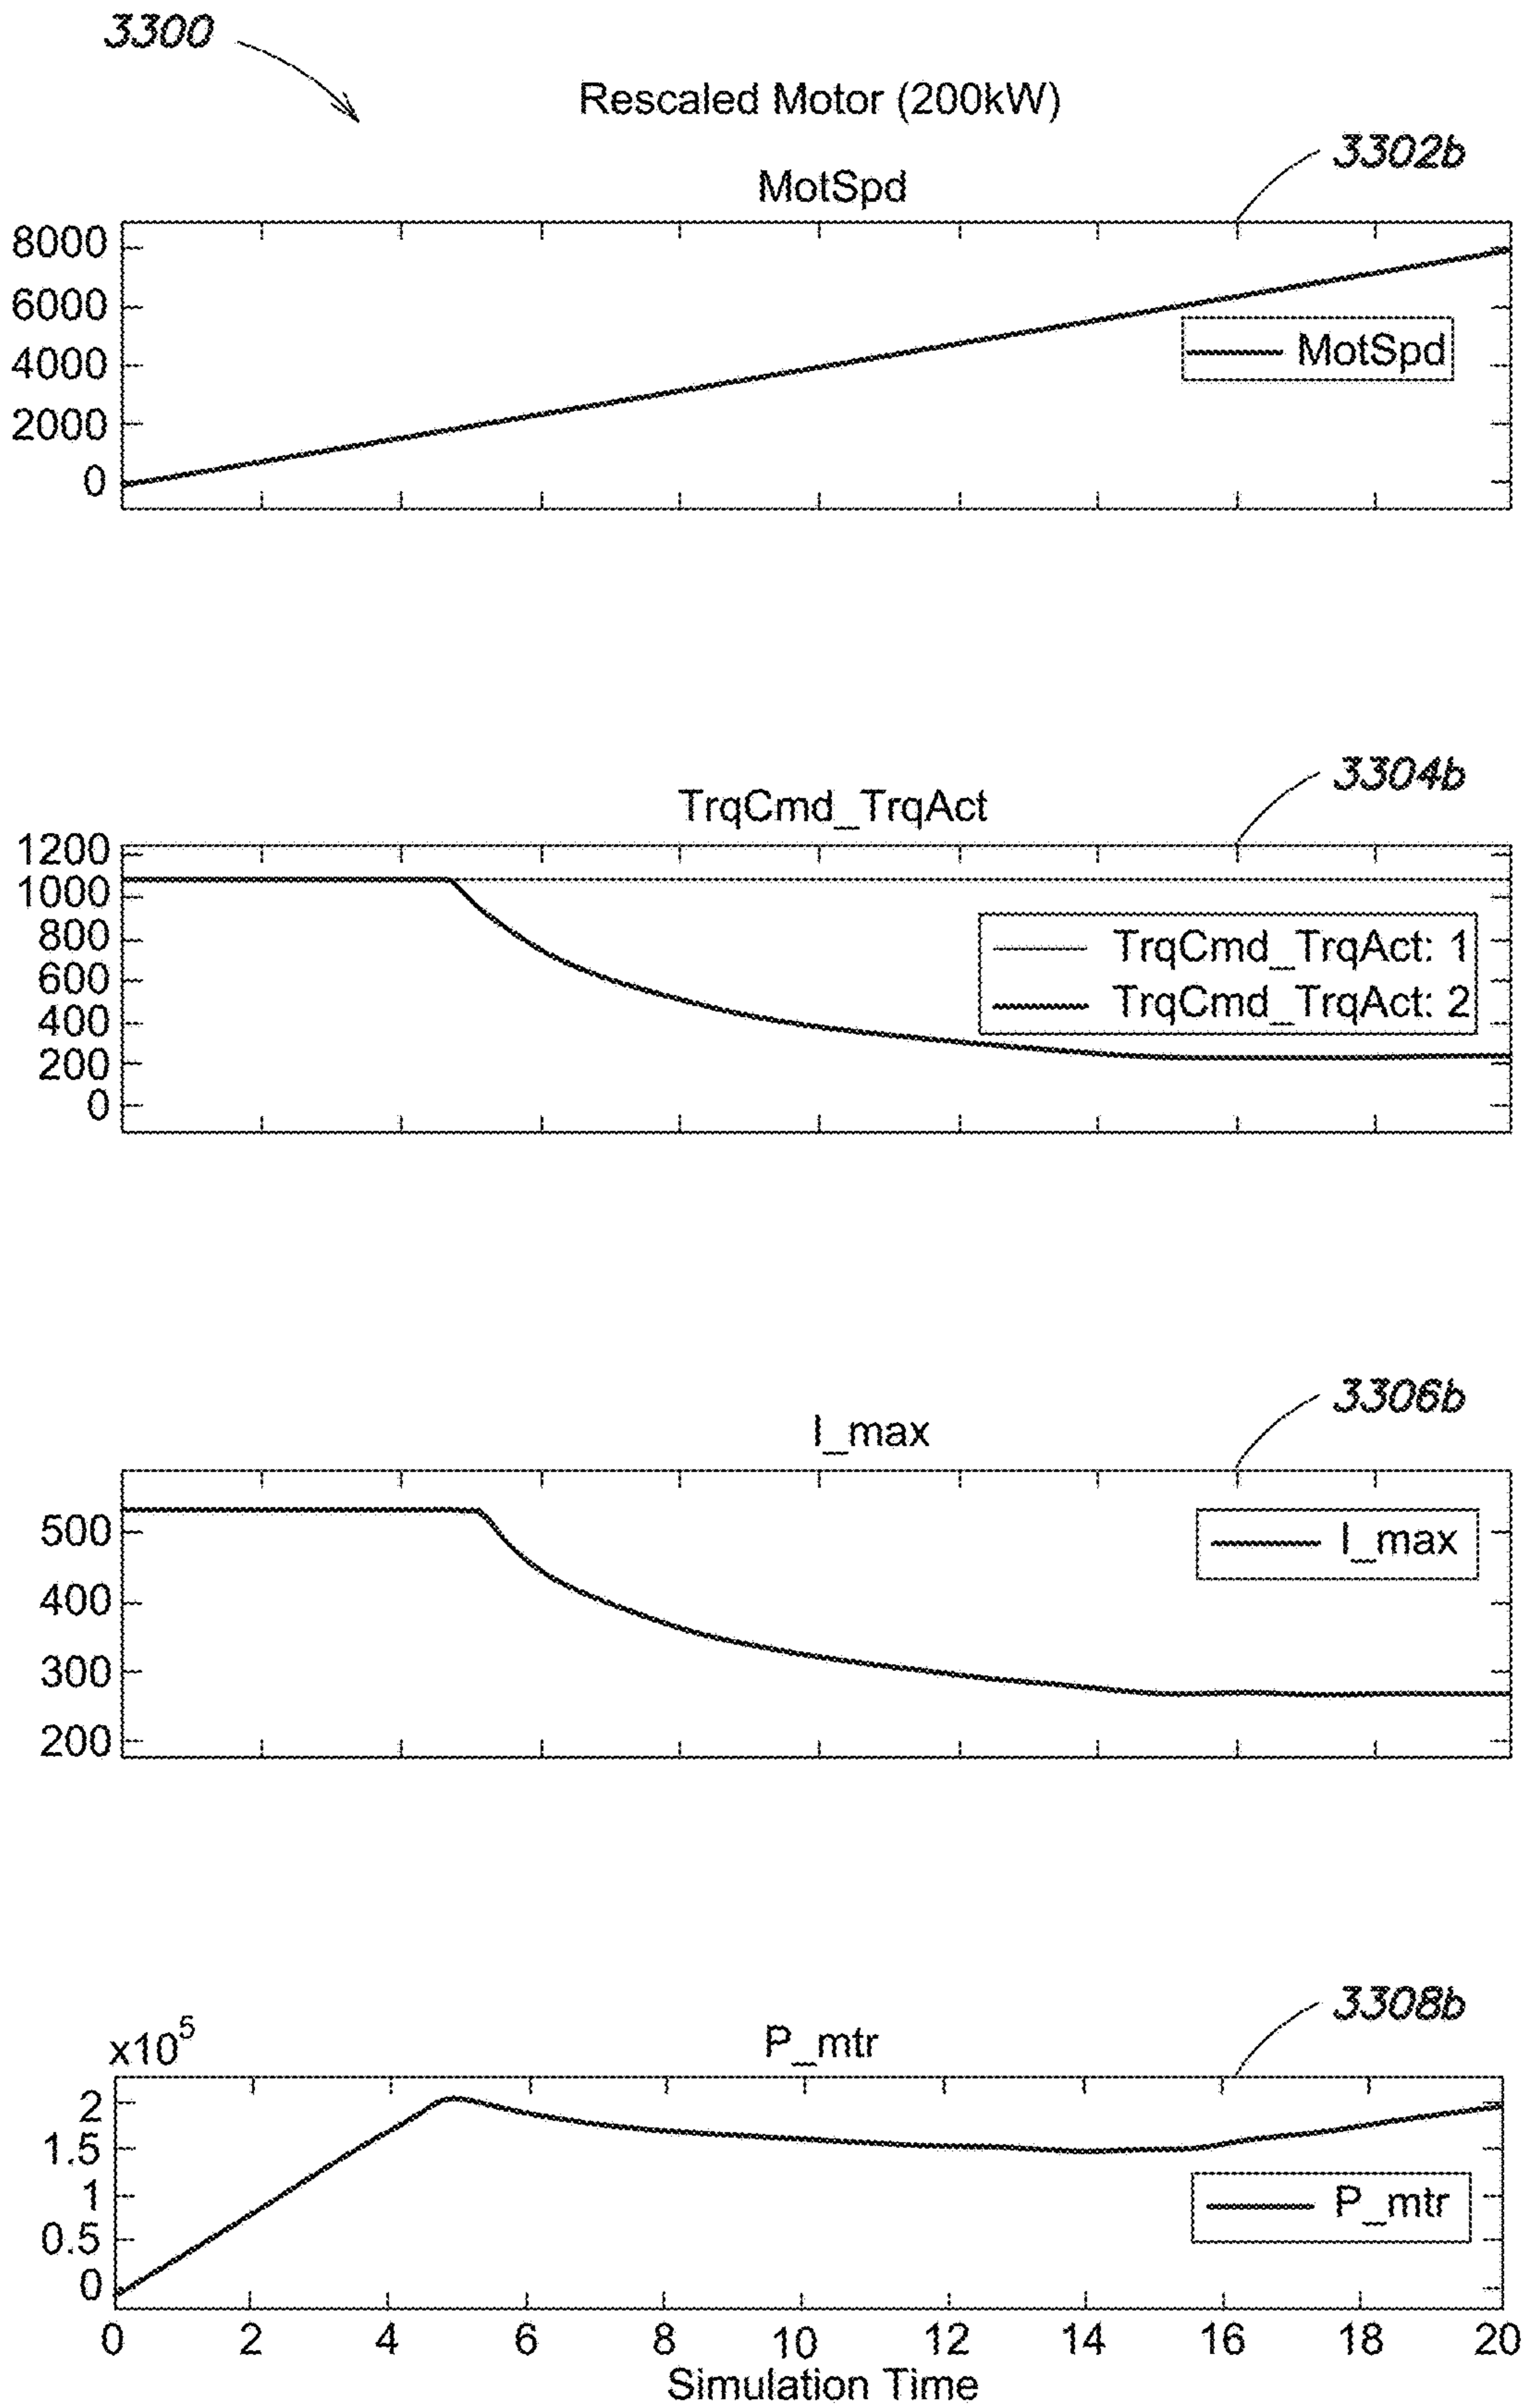 3300
Rescaled Motor (200kW)
3302b
MotSpd
8000
6000
4000
2000
0
MotSpd
3304b
TrqCmd_TrqAct
1200
1000
800
600
400
200
0
TrqCmd_TrqAct: 1
TrqCmd_TrqAct: 2
3306b
I_max
500
400
300
200
I_max
3308b
x10^5
P_mtr
2
1.5
1
0.5
0
P_mtr
0 2 4 6 8 10 12 14 16 18 20
Simulation Time